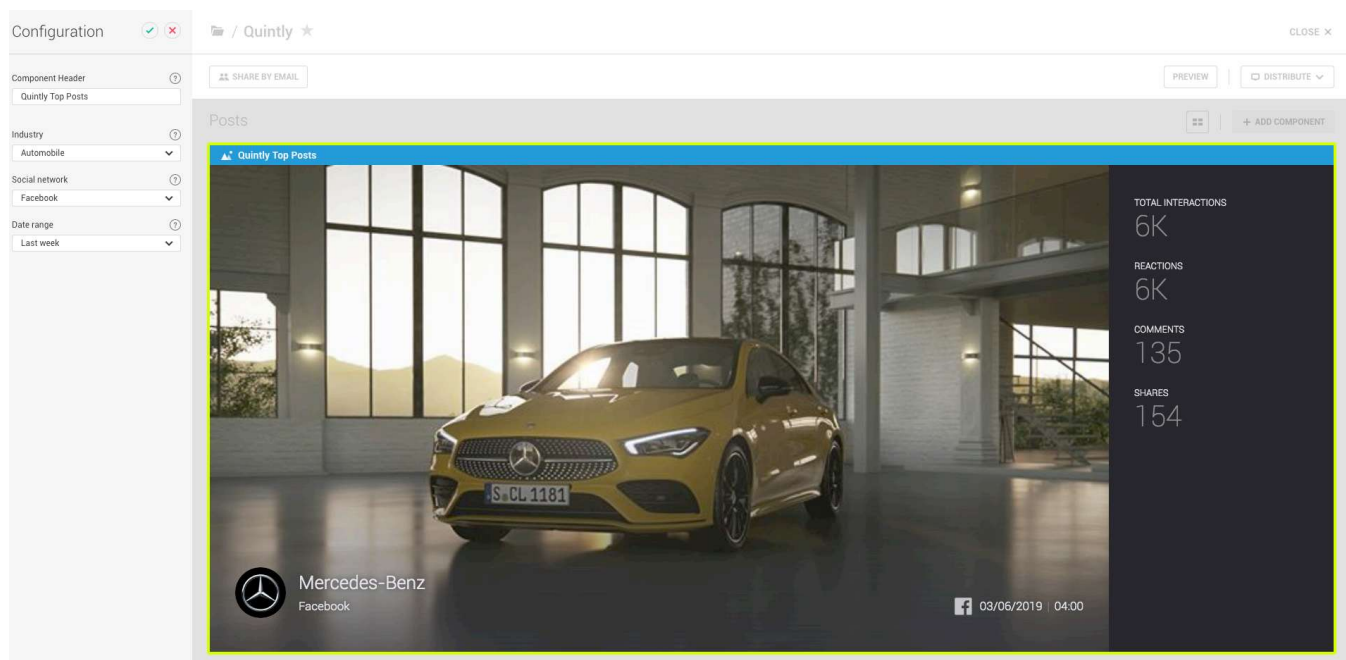 Configuration
Component Header
?
Quintly Top Posts
Industry
?
Automobile
Social network
?
Facebook
Date range
?
Last week
/ Quintly
CLOSE ×
SHARE BY EMAIL
PREVIEW
DISTRIBUTE
Posts
+ ADD COMPONENT
Quintly Top Posts
TOTAL INTERACTIONS
6K
REACTIONS
6K
COMMENTS
135
SHARES
154
S CL 1181
Mercedes-Benz
Facebook
f 03/06/2019 | 04:00